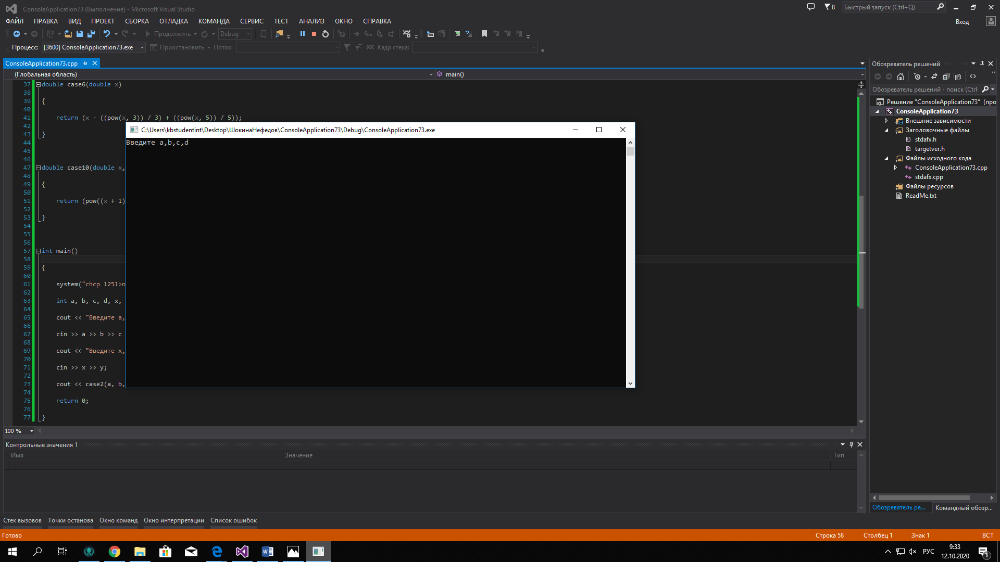 ConsoleApplication73 (Выполнение) - Microsoft Visual Studio
8
Быстрый запуск (Ctrl+Q)
ФАЙЛ ПРАВКА ВИД ПРОЕКТ СБОРКА ОТЛАДКА КОМАНДА СЕРВИС ТЕСТ АНАЛИЗ ОКНО СПРАВКА
Вход
Продолжить Debug
Процесс: [3600] ConsoleApplication73.exe Приостановить Поток: Кадр стека:
ConsoleApplication73.cpp
(Глобальная область) main()
37 double case6(double x)
38
39 {
40
41 return (x - ((pow(x, 3)) / 3) + ((pow(x, 5)) / 5));
42
43 }
44
45
46
47 double case10(double x,
48
49 {
50
51 return (pow((x + 1)
52
53 }
54
55
56
57 int main()
58
59 {
60
61 system("chcp 1251>n
62
63 int a, b, c, d, x,
64
65 cout << "Введите a,
66
67 cin >> a >> b >> c
68
69 cout << "Введите x,
70
71 cin >> x >> y;
72
73 cout << case2(a, b,
74
75 return 0;
76
77 }
C:\Users\kbstudentint\Desktop\ШокинаНефедов\ConsoleApplication73\Debug\ConsoleApplication73.exe
Введите a,b,c,d
100 %
Контрольные значения 1
Имя Значение Тип
Стек вызовов Точки останова Окно команд Окно интерпретации Список ошибок
Обозреватель решений
Обозреватель решений - поиск (Ctrl-
Решение "ConsoleApplication73" (про
ConsoleApplication73
Внешние зависимости
Заголовочные файлы
stdafx.h
targetver.h
Файлы исходного кода
ConsoleApplication73.cpp
stdafx.cpp
Файлы ресурсов
ReadMe.txt
Обозреватель ре... Командный обозр...
Готово Строка 58 Столбец 1 Знак 1 ВСТ
РУС
9:33
12.10.2020
1